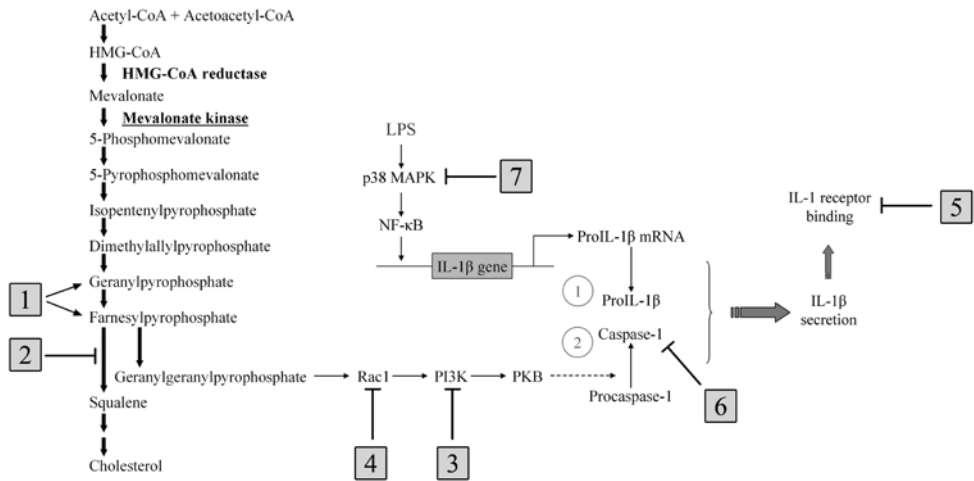 Acetyl-CoA + Acetoacetyl-CoA
HMG-CoA
HMG-CoA reductase
Mevalonate
Mevalonate kinase
5-Phosphomevalonate
5-Pyrophosphomevalonate
Isopentenylpyrophosphate
Dimethylallylpyrophosphate
Geranylpyrophosphate
1
Farnesylpyrophosphate
2
Geranylgeranylpyrophosphate
Squalene
Cholesterol
Rac1
PI3K
PKB
4
3
LPS
p38 MAPK
7
NF-κB
IL-1β gene
ProIL-1β mRNA
1
ProIL-1β
2
Caspase-1
Procaspase-1
6
IL-1β
secretion
IL-1 receptor
binding
5